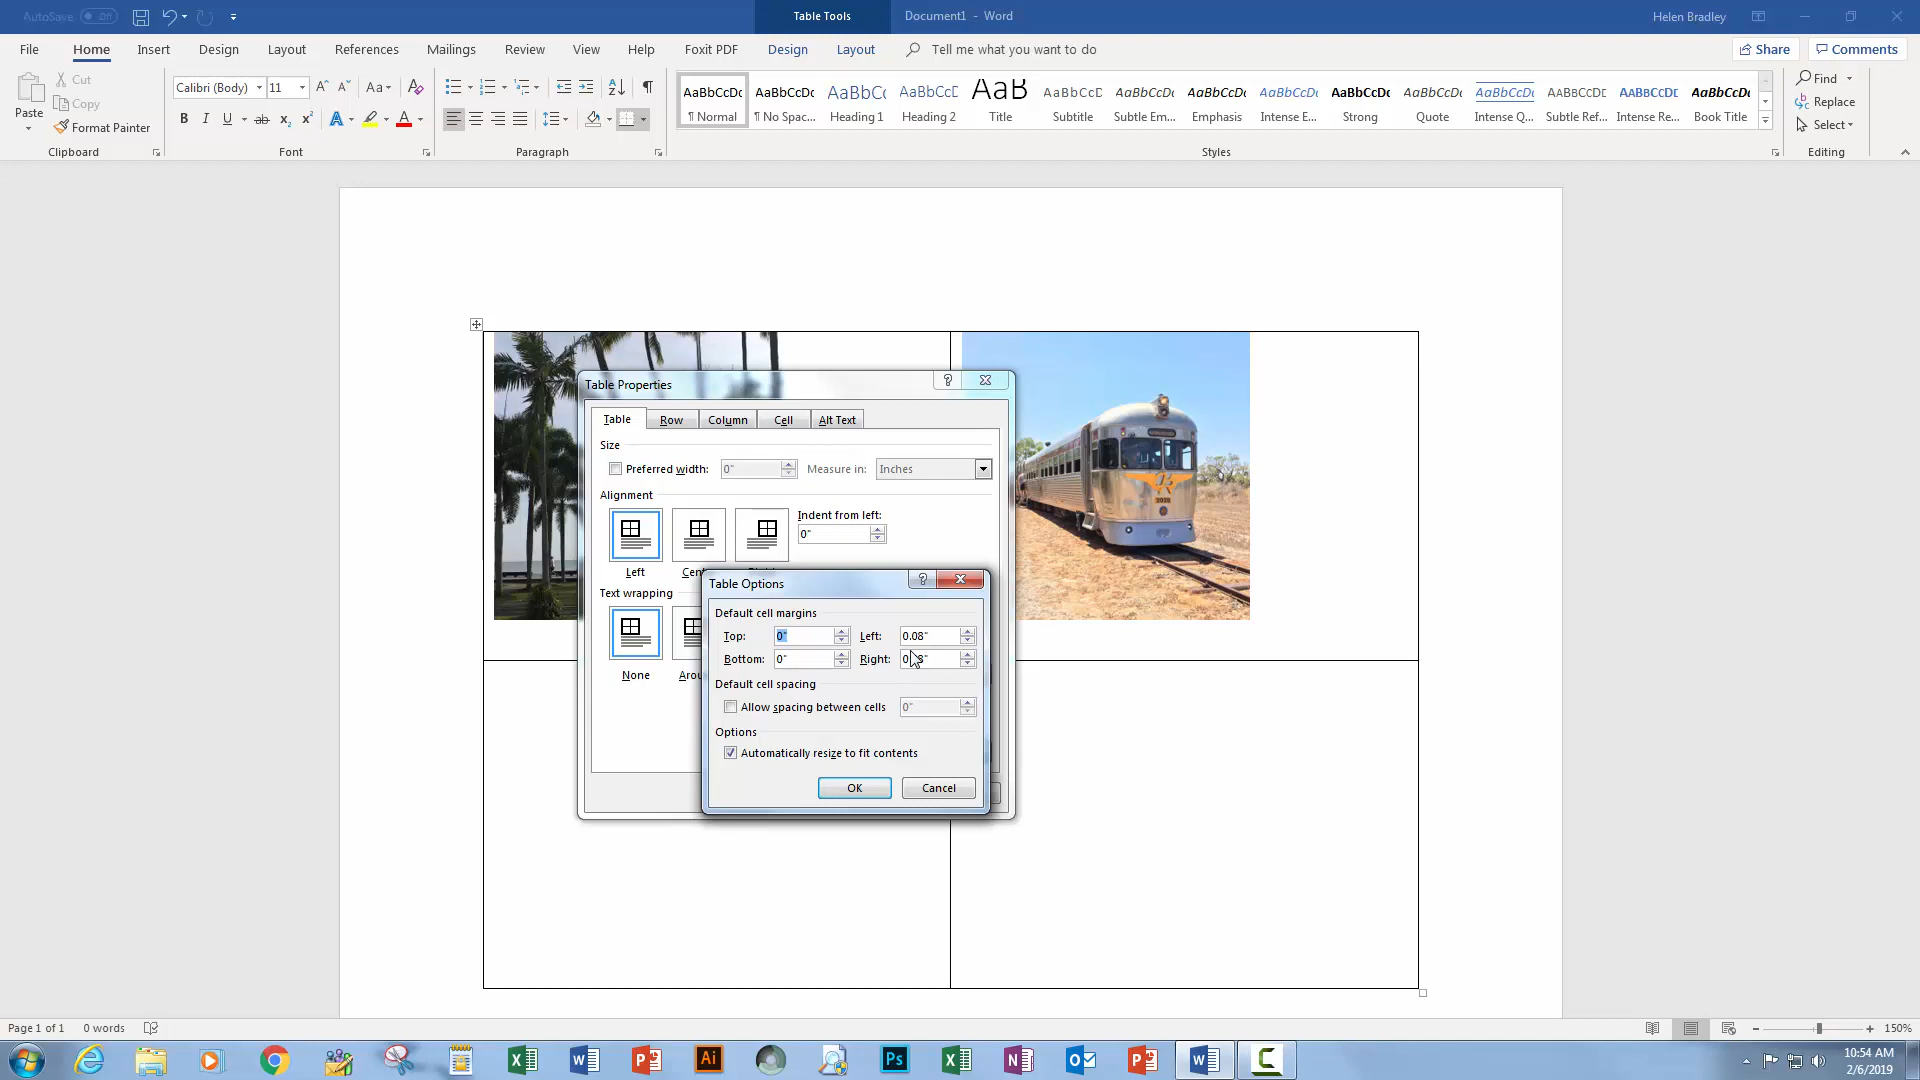 AutoSave Off
Table Tools
Document1 - Word
Helen Bradley
File Home Insert Design Layout References Mailings Review View Help Foxit PDF Design Layout Tell me what you want to do Share Comments
Paste
Cut
Copy
Format Painter
Clipboard
Calibri (Body) 11
Font
Paragraph
AaBbCcDc AaBbCcDc AaBbCc AaBbCcD AaB AaBbCcD AaBbCcDc AaBbCcDc AaBbCcDc AaBbCcDc AaBbCcDc AaBbCcDc AABBCCDC AABBCCDC AaBbCcDc
¶ Normal ¶ No Spac... Heading 1 Heading 2 Title Subtitle Subtle Em... Emphasis Intense E... Strong Quote Intense Q... Subtle Ref... Intense Re... Book Title
Styles
Find
Replace
Select
Editing
Table Properties
Table Row Column Cell Alt Text
Size
Preferred width: 0" Measure in: Inches
Alignment
Indent from left:
0"
Left
Text wrapping
None
Table Options
Default cell margins
Top: 0" Left: 0.08"
Bottom: 0" Right:
Default cell spacing
Allow spacing between cells 0"
Options
Automatically resize to fit contents
OK Cancel
Page 1 of 1 0 words
150%
10:54 AM
2/6/2019